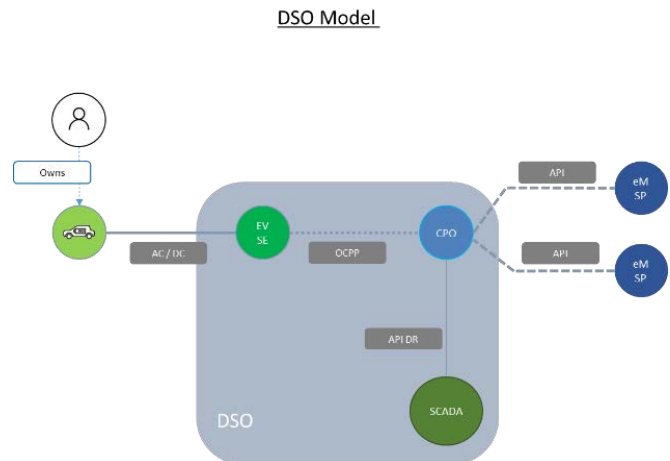 DSO Model
Owns
AC / DC
EV
SE
OCPP
CPO
API
eM
SP
API
eM
SP
API DR
SCADA
DSO